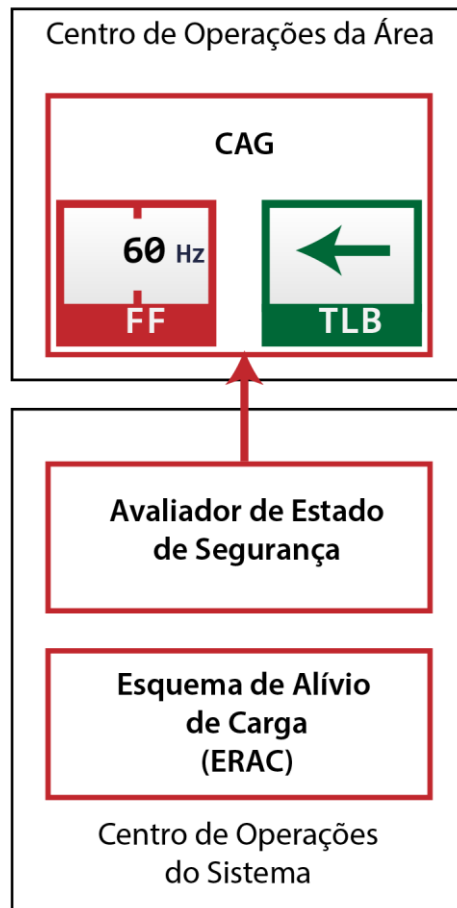 Centro de Operações da Área
CAG
60 Hz
FF
TLB
Avaliador de Estado
de Segurança
Esquema de Alívio
de Carga
(ERAC)
Centro de Operações
do Sistema